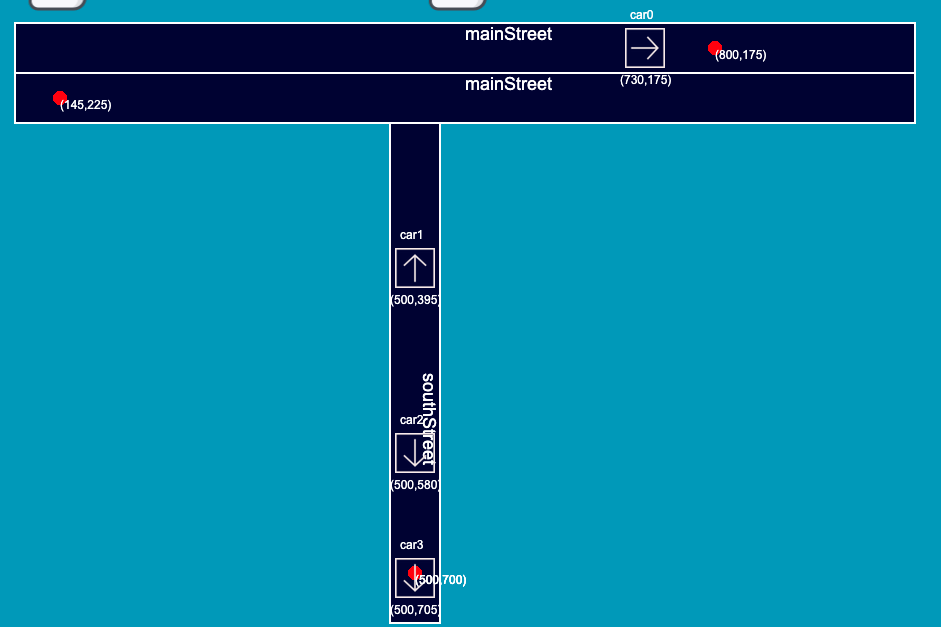 car0
mainStreet
(800,175)
(730,175)
mainStreet
(145,225)
car1
(500,395)
southStreet
car2
(500,580)
car3
(500,700)
(500,705)